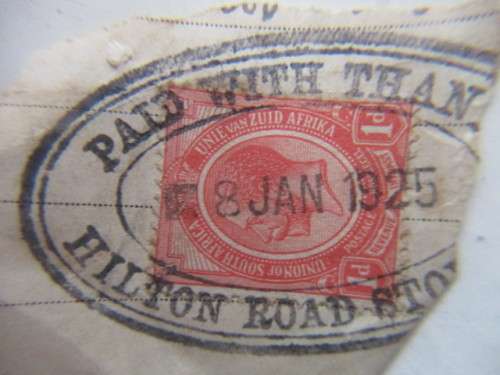 PAID WITH THAN
UNIE VAN ZUID AFRIKA
1D
8 JAN 1925
UNION OF SOUTH AFRICA
1D
HILTON ROAD STO